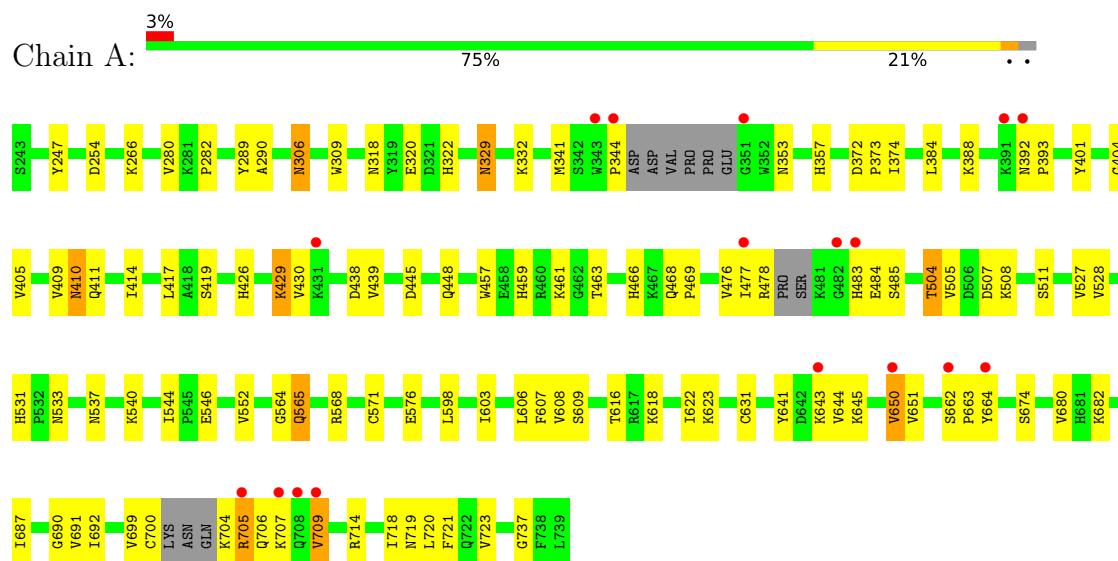 3%
Chain A:
75% 21% • •
S243 Y247 D254 K266 V280 K281 P282 Y289 A290 N306 W309 N318 Y319 E320 D321 H322 N329 K332 M341 S342 W343 P344 ASP ASP VAL PRO PRO GLU G351 W352 N353 H357 D372 P373 I374 L384 K388 K391 N392 P393 Y401
V405 V409 N410 Q411 I414 L417 A418 S419 H426 K429 V430 K431 D438 V439 D445 Q448 W457 E458 H459 R460 K461 G462 T463 H466 K467 Q468 P469 V476 I477 R478 PRO SER K481 G482 H483 E484 S485 T504 V505 D506 D507 K508 S511 V527 V528
H531 P532 N533 N537 K540 I544 P545 E546 V552 G564 Q565 R568 C571 E576 L598 I603 L606 F607 V608 S609 T616 R617 K618 I622 K623 C631 Y641 D642 K643 V644 K645 V650 V651 S662 P663 Y664 S674 V680 H681 K682
I687 G690 V691 I692 V699 C700 LYS ASN GLN K704 R705 Q706 K707 Q708 V709 R714 I718 N719 L720 F721 Q722 V723 G737 F738 L739